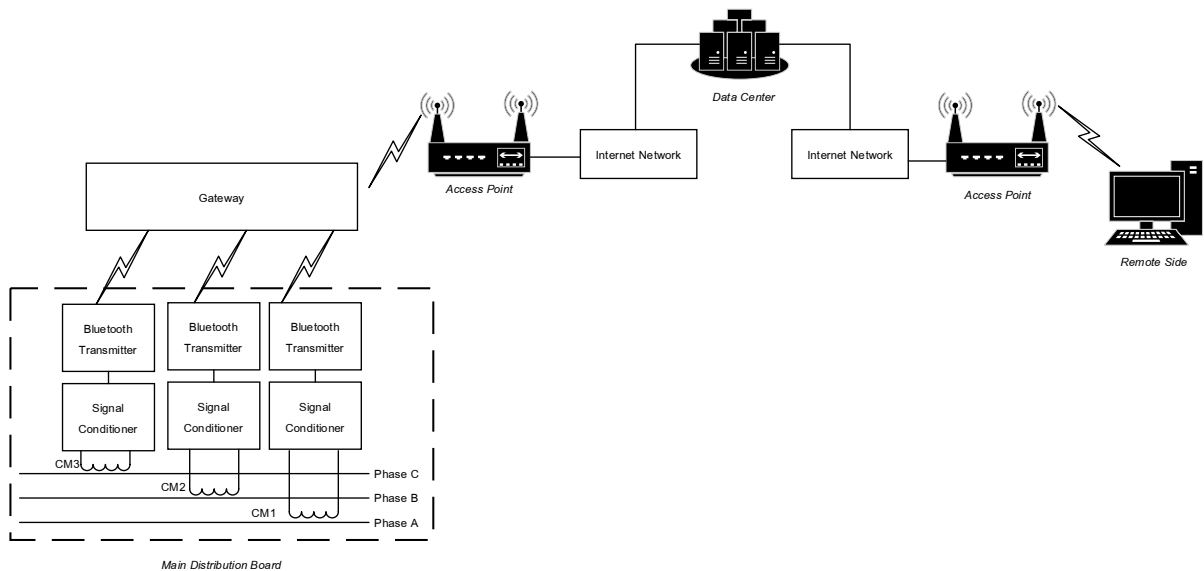 Data Center
Internet Network
Internet Network
Access Point
Access Point
Gateway
Remote Side
Bluetooth
Transmitter
Bluetooth
Transmitter
Bluetooth
Transmitter
Signal
Conditioner
Signal
Conditioner
Signal
Conditioner
CM3
Phase C
CM2
Phase B
CM1
Phase A
Main Distribution Board